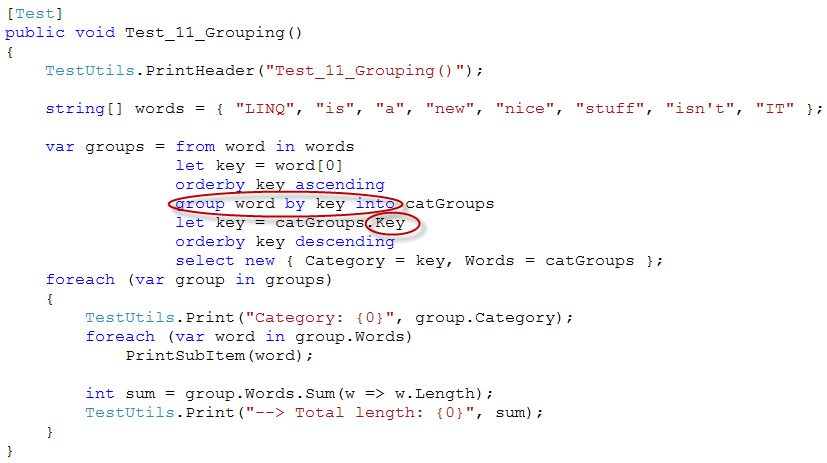 [Test]
public void Test_11_Grouping()
{
    TestUtils.PrintHeader("Test_11_Grouping()");

    string[] words = { "LINQ", "is", "a", "new", "nice", "stuff", "isn't", "IT" };

    var groups = from word in words
                 let key = word[0]
                 orderby key ascending
                 group word by key into catGroups
                 let key = catGroups.Key
                 orderby key descending
                 select new { Category = key, Words = catGroups };
    foreach (var group in groups)
    {
        TestUtils.Print("Category: {0}", group.Category);
        foreach (var word in group.Words)
            PrintSubItem(word);

        int sum = group.Words.Sum(w => w.Length);
        TestUtils.Print("--> Total length: {0}", sum);
    }
}